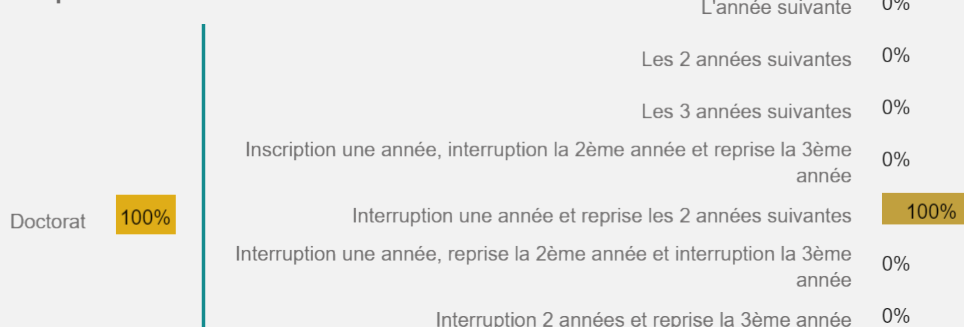 L'année suivante 0%
Les 2 années suivantes 0%
Les 3 années suivantes 0%
Inscription une année, interruption la 2ème année et reprise la 3ème
année 0%
Doctorat 100% Interruption une année et reprise les 2 années suivantes 100%
Interruption une année, reprise la 2ème année et interruption la 3ème
année 0%
Interruption 2 années et reprise la 3ème année 0%